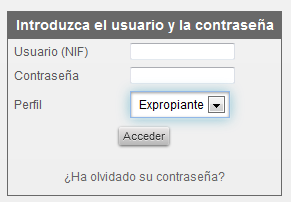 Introduzca el usuario y la contraseña
Usuario (NIF)
Contraseña
Perfil Expropiante
Acceder
¿Ha olvidado su contraseña?